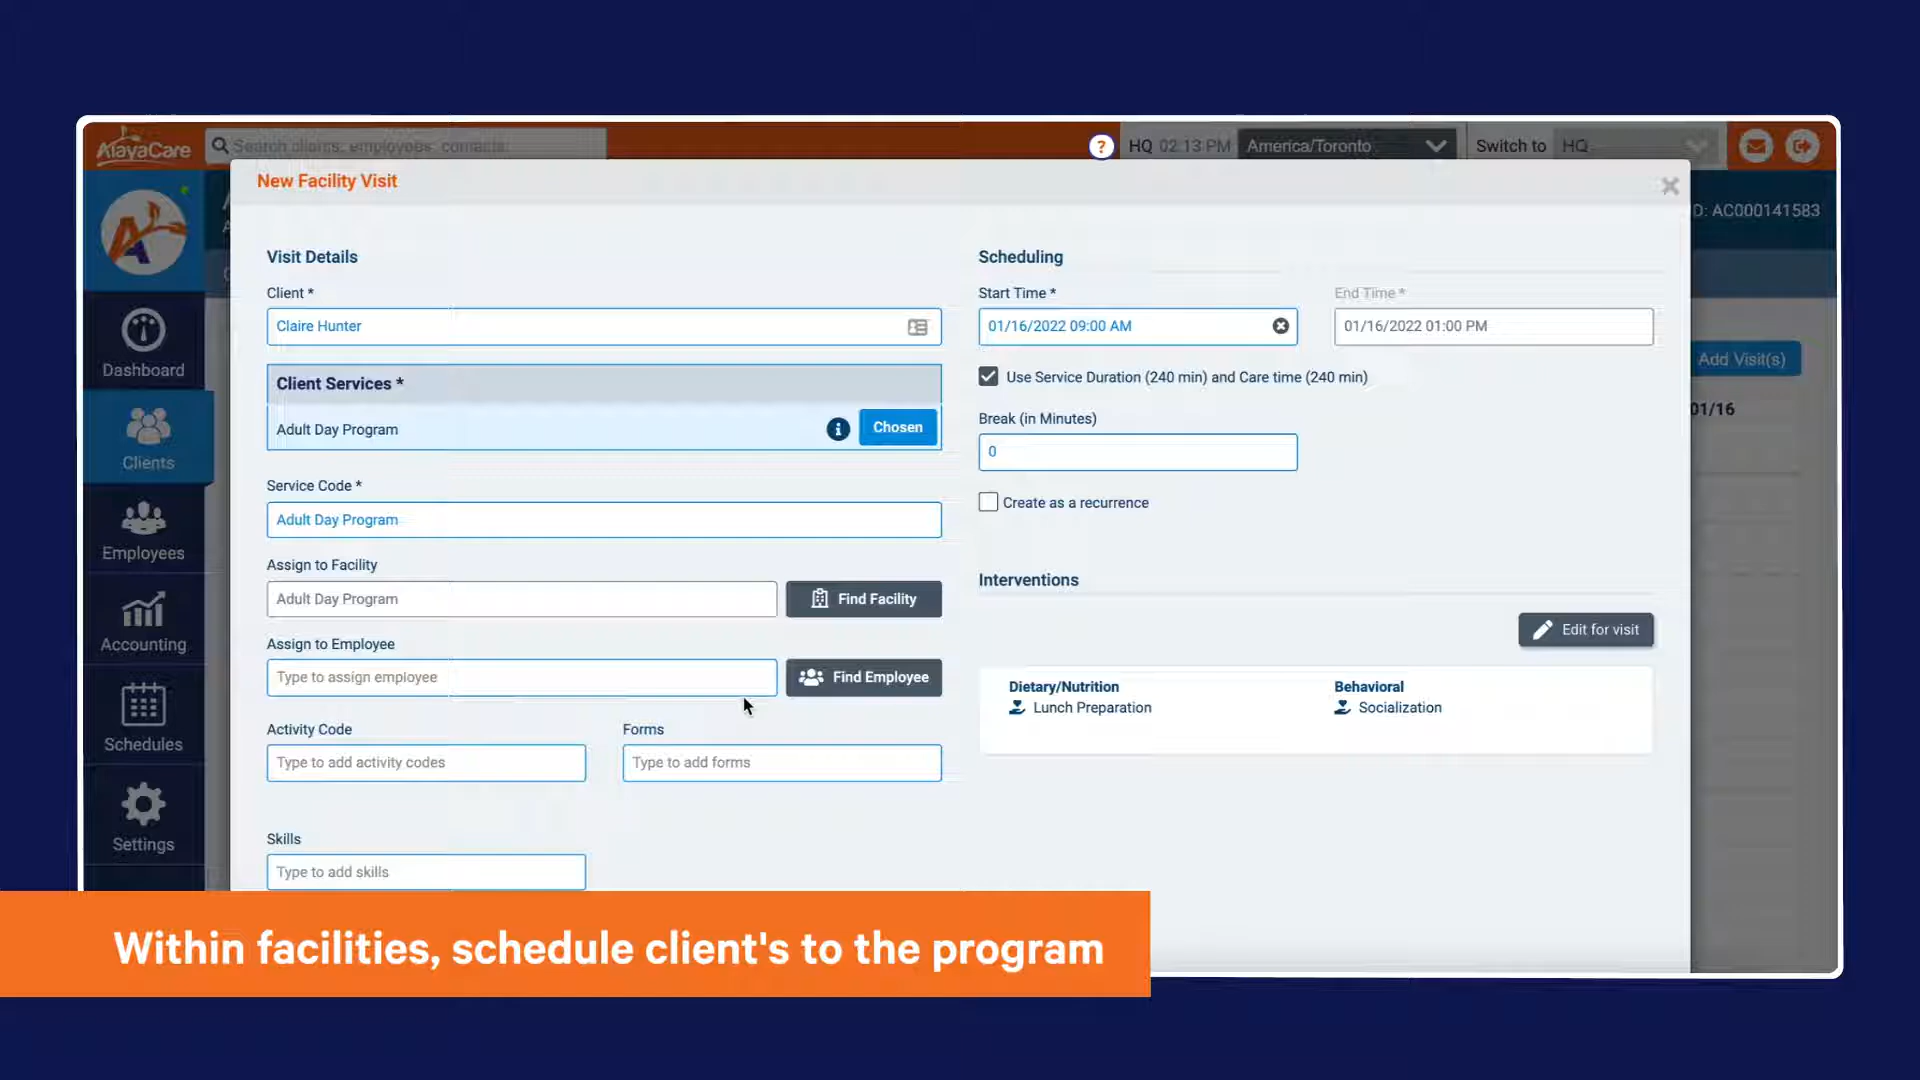 AlayaCare
Search clients, employees, contacts
?
HQ 02:13 PM
America/Toronto
Switch to
HQ
New Facility Visit
D: AC000141583
Visit Details
Scheduling
Client *
Start Time *
End Time *
Claire Hunter
01/16/2022 09:00 AM
01/16/2022 01:00 PM
Dashboard
Add Visit(s)
Client Services *
Use Service Duration (240 min) and Care time (240 min)
01/16
Adult Day Program
Chosen
Break (in Minutes)
0
Clients
Service Code *
Adult Day Program
Create as a recurrence
Employees
Assign to Facility
Interventions
Adult Day Program
Find Facility
Edit for visit
Accounting
Assign to Employee
Type to assign employee
Find Employee
Dietary/Nutrition
Behavioral
Lunch Preparation
Socialization
Schedules
Activity Code
Forms
Type to add activity codes
Type to add forms
Settings
Skills
Type to add skills
Within facilities, schedule client's to the program